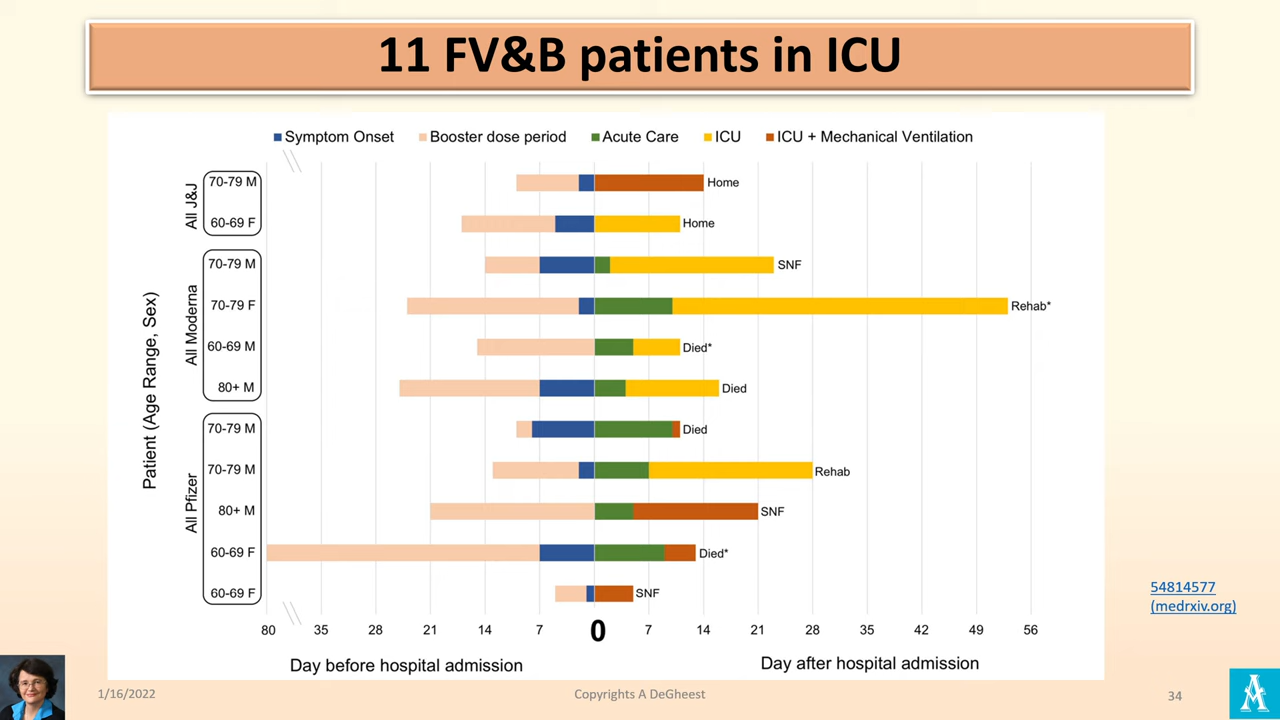 11 FV&B patients in ICU
Symptom Onset Booster dose period Acute Care ICU ICU + Mechanical Ventilation
Patient (Age Range, Sex)
All J&J
70-79 M Home
60-69 F Home
All Moderna
70-79 M SNF
70-79 F Rehab*
60-69 M Died*
80+ M Died
All Pfizer
70-79 M Died
70-79 M Rehab
80+ M SNF
60-69 F Died*
60-69 F SNF
80 35 28 21 14 7 0 7 14 21 28 35 42 49 56
Day before hospital admission Day after hospital admission
54814577
(medrxiv.org)
1/16/2022 Copyrights A DeGheest 34
A